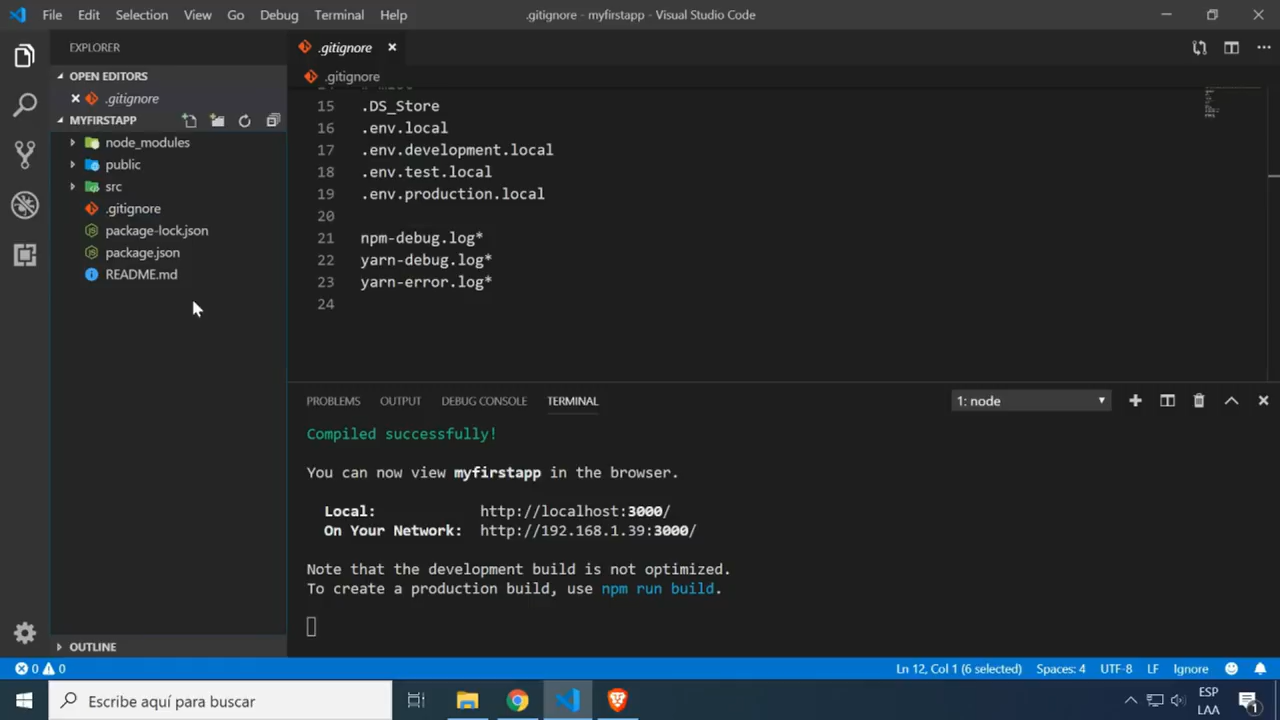 File Edit Selection View Go Debug Terminal Help .gitignore - myfirstapp - Visual Studio Code
EXPLORER
OPEN EDITORS
.gitignore
MYFIRSTAPP
node_modules
public
src
.gitignore
package-lock.json
package.json
README.md
OUTLINE
.gitignore
.gitignore
15 .DS_Store
16 .env.local
17 .env.development.local
18 .env.test.local
19 .env.production.local
20
21 npm-debug.log*
22 yarn-debug.log*
23 yarn-error.log*
24
PROBLEMS OUTPUT DEBUG CONSOLE TERMINAL 1: node
Compiled successfully!
You can now view myfirstapp in the browser.
Local: http://localhost:3000/
On Your Network: http://192.168.1.39:3000/
Note that the development build is not optimized.
To create a production build, use npm run build.
0 0 Ln 12, Col 1 (6 selected) Spaces: 4 UTF-8 LF Ignore
Escribe aquí para buscar
ESP
LAA
1